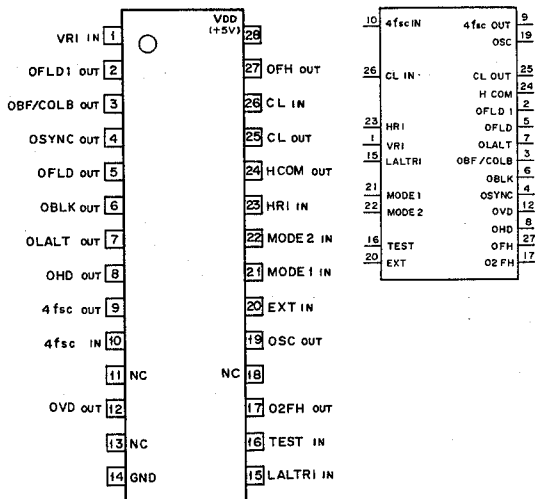 VDD
(+5V)
VRI IN 1
28
OFLD1 OUT 2
27 OFH OUT
OBF/COLB OUT 3
26 CL IN
OSYNC OUT 4
25 CL OUT
OFLD OUT 5
24 HCOM OUT
OBLK OUT 6
23 HRI IN
OLALT OUT 7
22 MODE2 IN
OHD OUT 8
21 MODE1 IN
4fsc OUT 9
20 EXT IN
4fsc IN 10
19 OSC OUT
11 NC
NC 18
OVD OUT 12
17 O2FH OUT
13 NC
16 TEST IN
14 GND
15 LALTRI IN
10 4fsc IN
4fsc OUT 9
OSC 19
26 CL IN
CL OUT 25
H COM 24
OFLD 1 2
23 HRI
OFLD 5
1 VRI
OLALT 7
15 LALTRI
OBF/COLB 3
OBLK 6
21 MODE 1
OSYNC 4
22 MODE 2
OVD 12
OHD 8
16 TEST
OFH 27
20 EXT
O2FH 17